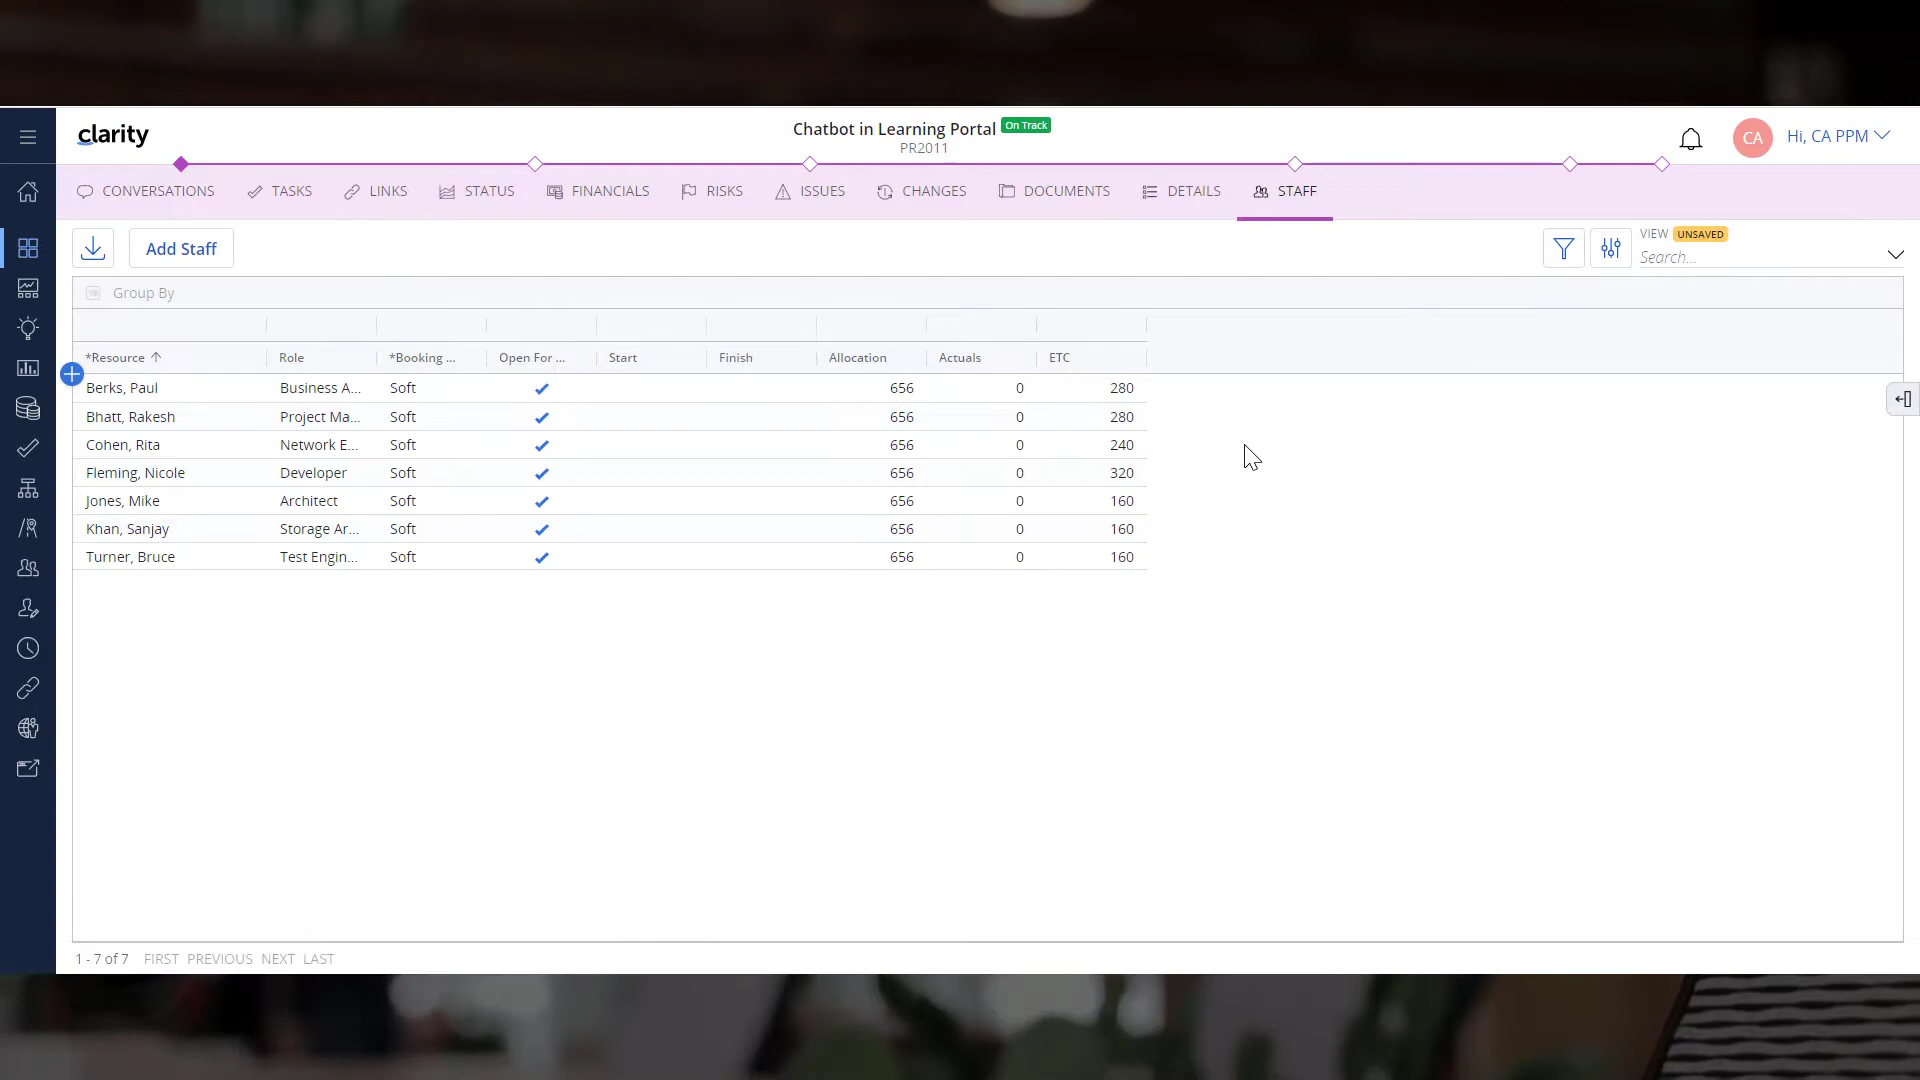 clarity
Chatbot in Learning Portal On Track
PR2011
CA Hi, CA PPM
CONVERSATIONS TASKS LINKS STATUS FINANCIALS RISKS ISSUES CHANGES DOCUMENTS DETAILS STAFF
Add Staff
VIEW UNSAVED
Search...
Group By
*Resource Role *Booking ... Open For ... Start Finish Allocation Actuals ETC
Berks, Paul Business A... Soft 656 0 280
Bhatt, Rakesh Project Ma... Soft 656 0 280
Cohen, Rita Network E... Soft 656 0 240
Fleming, Nicole Developer Soft 656 0 320
Jones, Mike Architect Soft 656 0 160
Khan, Sanjay Storage Ar... Soft 656 0 160
Turner, Bruce Test Engin... Soft 656 0 160
1 - 7 of 7 FIRST PREVIOUS NEXT LAST